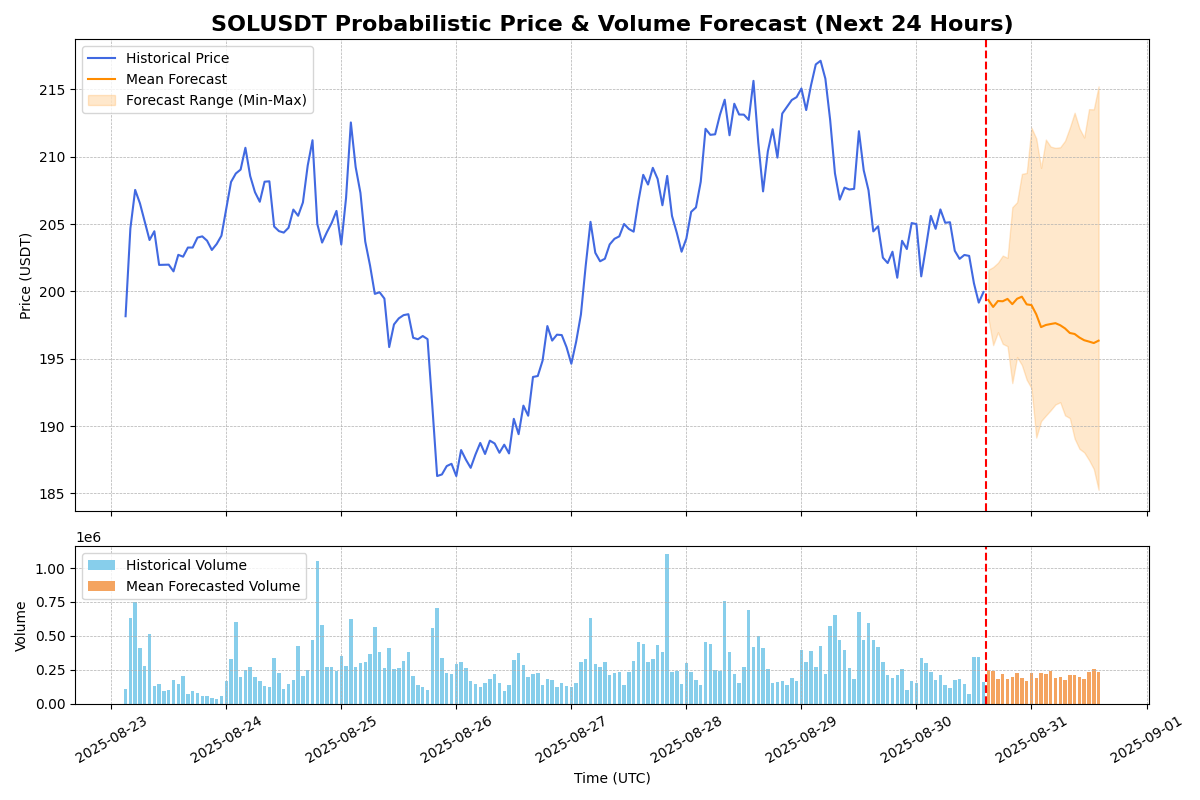 SOLUSDT Probabilistic Price & Volume Forecast (Next 24 Hours)
Historical Price
Mean Forecast
Forecast Range (Min-Max)
Price (USDT)
215
210
205
200
195
190
185
1e6
Historical Volume
Mean Forecasted Volume
Volume
1.00
0.75
0.50
0.25
0.00
2025-08-23
2025-08-24
2025-08-25
2025-08-26
2025-08-27
2025-08-28
2025-08-29
2025-08-30
2025-08-31
2025-09-01
Time (UTC)